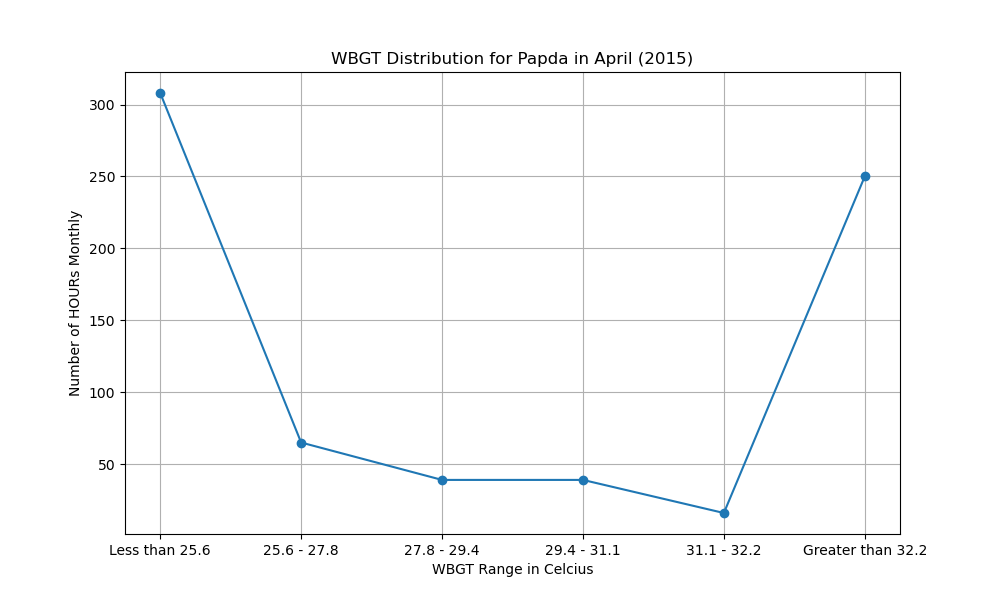 WBGT Distribution for Papda in April (2015)
Number of HOURs Monthly
300
250
200
150
100
50
Less than 25.6
25.6 - 27.8
27.8 - 29.4
29.4 - 31.1
31.1 - 32.2
Greater than 32.2
WBGT Range in Celcius